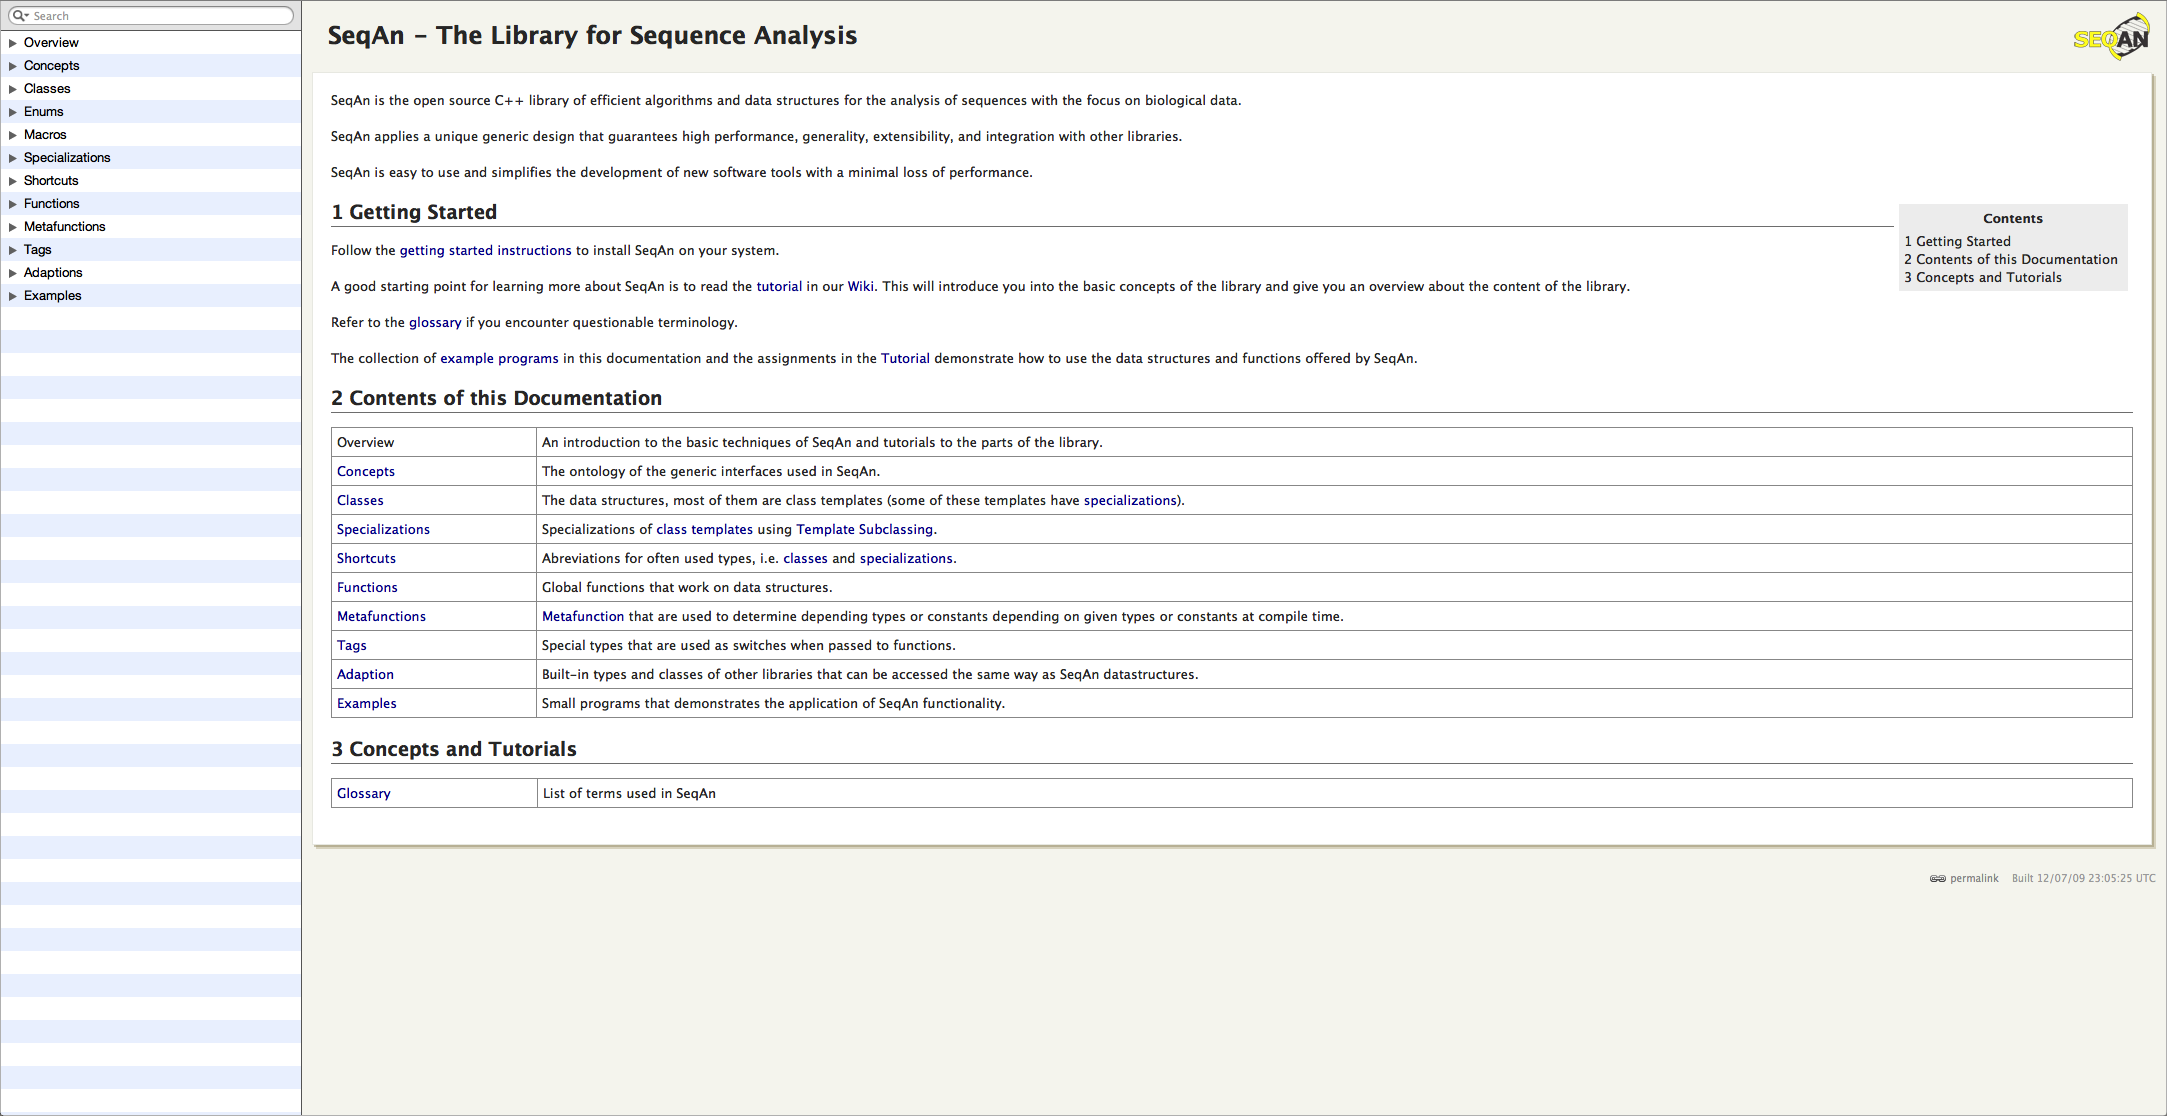 Search
Overview
Concepts
Classes
Enums
Macros
Specializations
Shortcuts
Functions
Metafunctions
Tags
Adaptions
Examples
SeqAn - The Library for Sequence Analysis
SEQAN
SeqAn is the open source C++ library of efficient algorithms and data structures for the analysis of sequences with the focus on biological data.
SeqAn applies a unique generic design that guarantees high performance, generality, extensibility, and integration with other libraries.
SeqAn is easy to use and simplifies the development of new software tools with a minimal loss of performance.
1 Getting Started
Contents
1 Getting Started
2 Contents of this Documentation
3 Concepts and Tutorials
Follow the getting started instructions to install SeqAn on your system.
A good starting point for learning more about SeqAn is to read the tutorial in our Wiki. This will introduce you into the basic concepts of the library and give you an overview about the content of the library.
Refer to the glossary if you encounter questionable terminology.
The collection of example programs in this documentation and the assignments in the Tutorial demonstrate how to use the data structures and functions offered by SeqAn.
2 Contents of this Documentation
Overview An introduction to the basic techniques of SeqAn and tutorials to the parts of the library.
Concepts The ontology of the generic interfaces used in SeqAn.
Classes The data structures, most of them are class templates (some of these templates have specializations).
Specializations Specializations of class templates using Template Subclassing.
Shortcuts Abreviations for often used types, i.e. classes and specializations.
Functions Global functions that work on data structures.
Metafunctions Metafunction that are used to determine depending types or constants depending on given types or constants at compile time.
Tags Special types that are used as switches when passed to functions.
Adaption Built-in types and classes of other libraries that can be accessed the same way as SeqAn datastructures.
Examples Small programs that demonstrates the application of SeqAn functionality.
3 Concepts and Tutorials
Glossary List of terms used in SeqAn
permalink Built 12/07/09 23:05:25 UTC